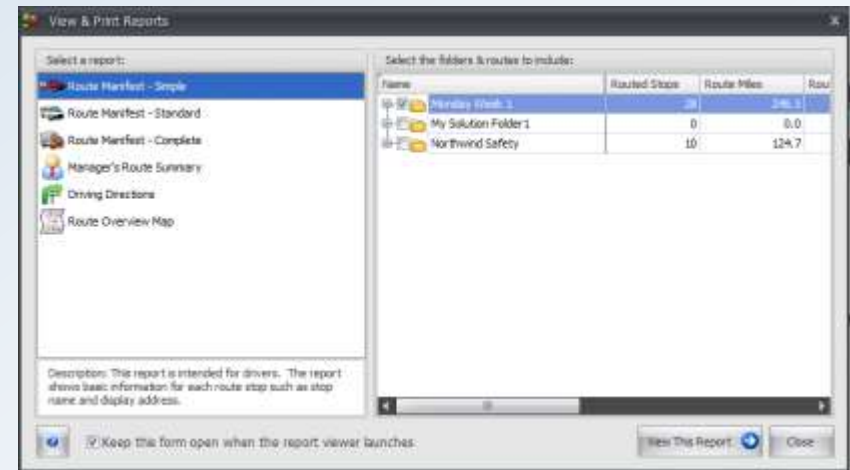 View & Print Reports
Select a report:
Route Manifest - Simple
Route Manifest - Standard
Route Manifest - Complete
Manager's Route Summary
Driving Directions
Route Overview Map
Description: This report is intended for drivers. The report
shows basic information for each route stop such as stop
name and display address.
Select the folders & routes to include:
Name Routed Stops Route Miles Rou
Monday Week 1
My Solution Folder1 0 0.0
Northwind Safety 10 124.7
Keep this form open when the report viewer launches
View This Report Close